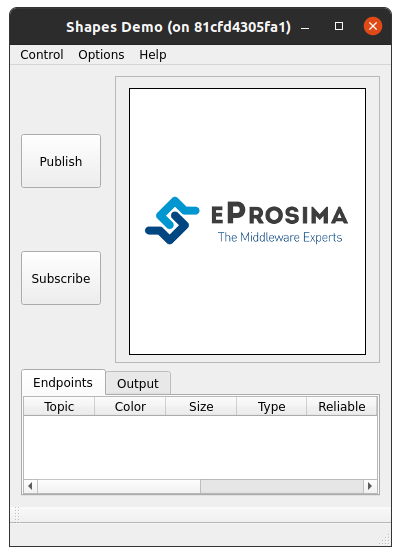 Shapes Demo (on 81cfd4305fa1)
Control Options Help
Publish
EPROSIMA
The Middleware Experts
Subscribe
Endpoints Output
Topic Color Size Type Reliable